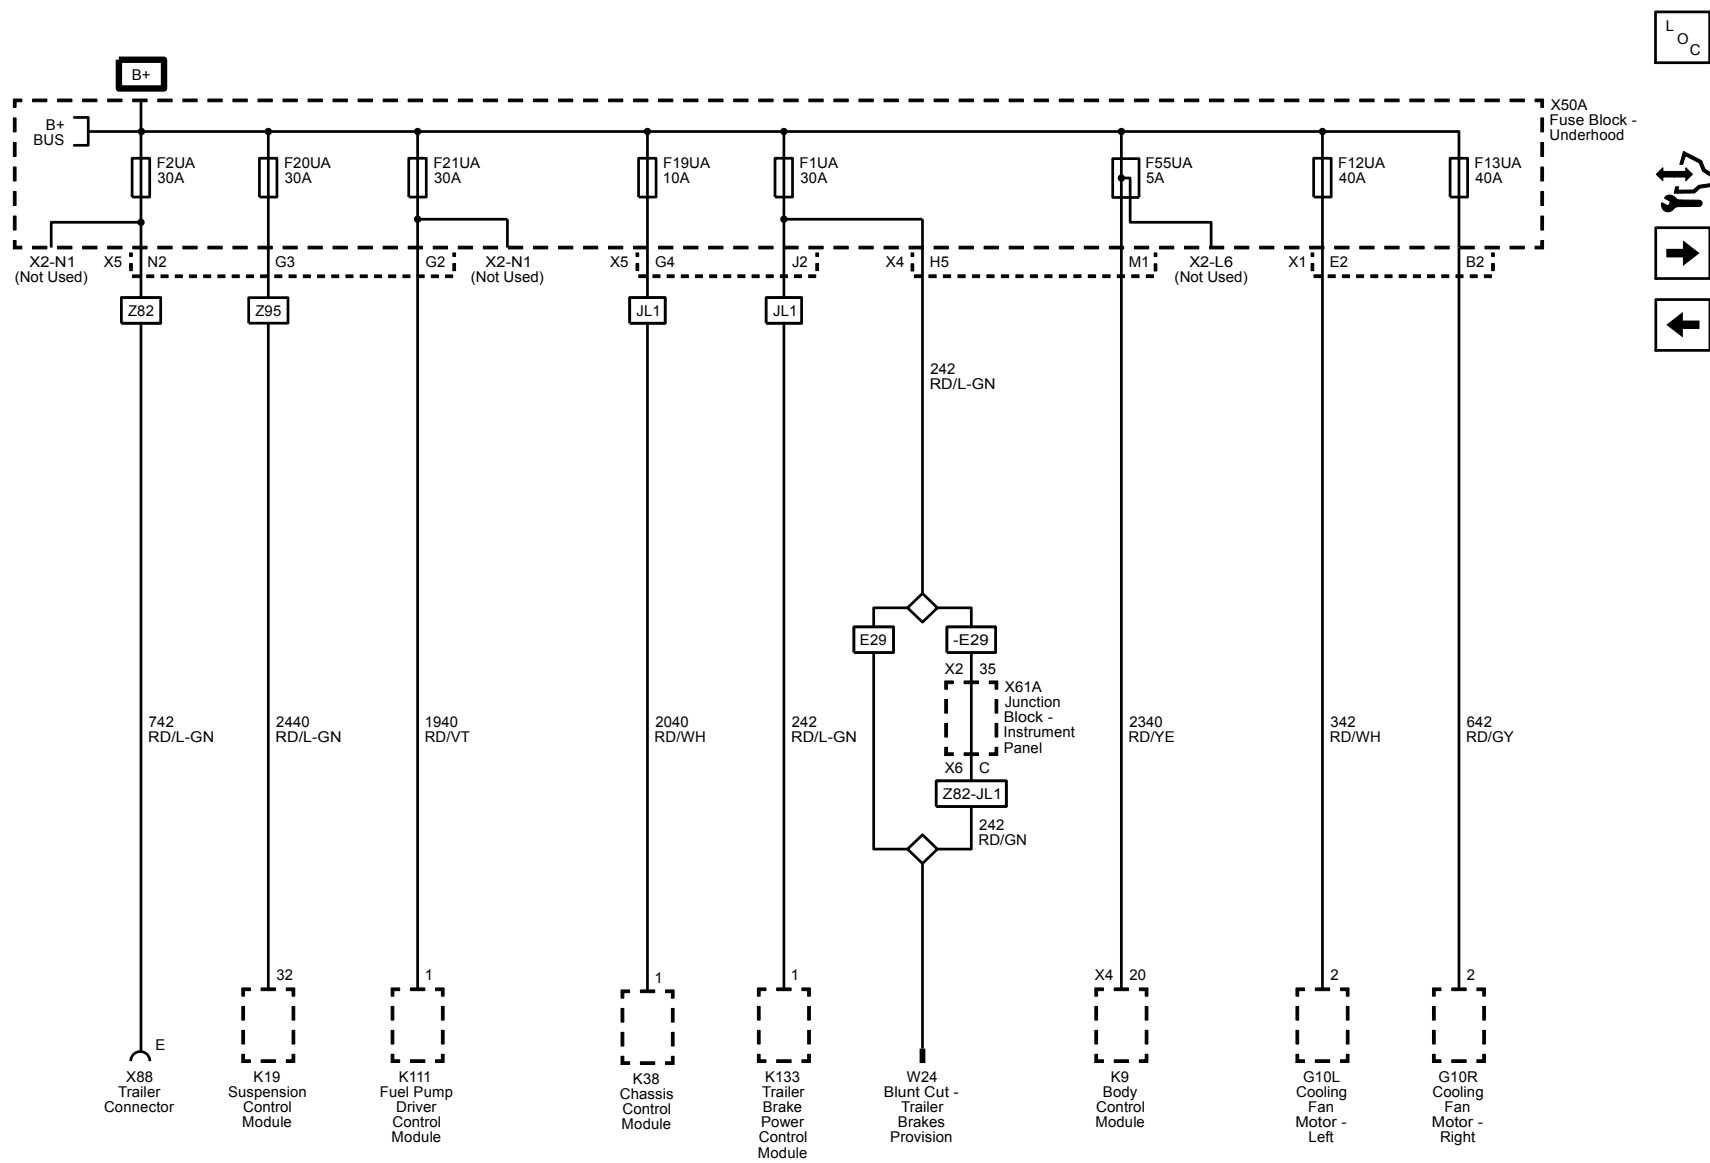 L
O
C
B+
X50A
Fuse Block -
Underhood
B+
BUS
F2UA
30A
F20UA
30A
F21UA
30A
F19UA
10A
F1UA
30A
F55UA
5A
F12UA
40A
F13UA
40A
X2-N1
(Not Used)
X5
N2
G3
G2
X2-N1
(Not Used)
X5
G4
J2
X4
H5
M1
X2-L6
(Not Used)
X1
E2
B2
Z82
Z95
JL1
JL1
242
RD/L-GN
E29
-E29
X2
35
X61A
Junction
Block -
Instrument
Panel
X6
C
Z82-JL1
242
RD/GN
742
RD/L-GN
2440
RD/L-GN
1940
RD/VT
2040
RD/WH
242
RD/L-GN
2340
RD/YE
342
RD/WH
642
RD/GY
E
32
1
1
1
X4
20
2
2
X88
Trailer
Connector
K19
Suspension
Control
Module
K111
Fuel Pump
Driver
Control
Module
K38
Chassis
Control
Module
K133
Trailer
Brake
Power
Control
Module
W24
Blunt Cut -
Trailer
Brakes
Provision
K9
Body
Control
Module
G10L
Cooling
Fan
Motor -
Left
G10R
Cooling
Fan
Motor -
Right